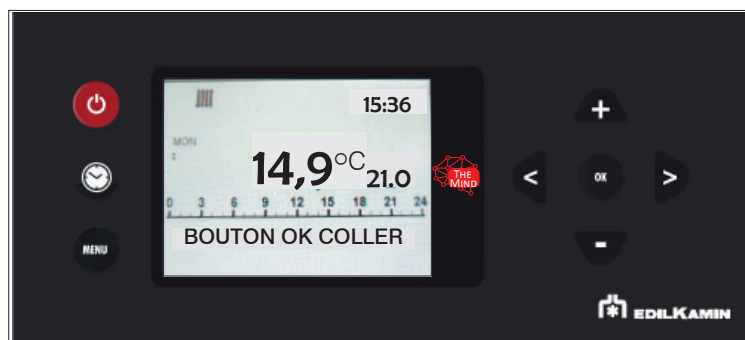 15:36
MON
14,9°C 21.0
THE
MIND
< OK >
0 3 6 9 12 15 18 21 24
BOUTON OK COLLER
MENU
+
-
EDILKAMIN